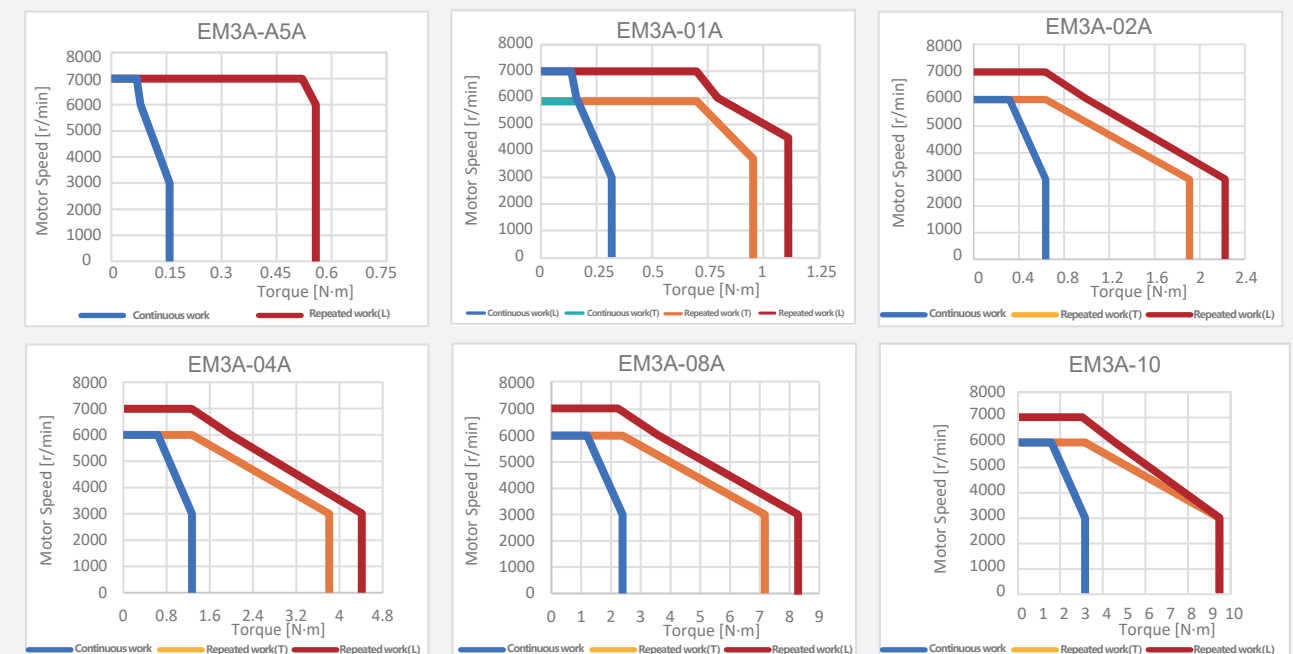 EM3A-A5A
Motor Speed [r/min]
8000
7000
6000
5000
4000
3000
2000
1000
0
0 0.15 0.3 0.45 0.6 0.75
Torque [N·m]
Continuous work Repeated work(L)
EM3A-01A
Motor Speed [r/min]
8000
7000
6000
5000
4000
3000
2000
1000
0
0 0.25 0.5 0.75 1 1.25
Torque [N·m]
Continuous work(L) Continuous work(T) Repeated work (T) Repeated work (L)
EM3A-02A
Motor Speed [r/min]
8000
7000
6000
5000
4000
3000
2000
1000
0
0 0.4 0.8 1.2 1.6 2 2.4
Torque [N·m]
Continuous work Repeated work(T) Repeated work(L)
EM3A-04A
Motor Speed [r/min]
8000
7000
6000
5000
4000
3000
2000
1000
0
0 0.8 1.6 2.4 3.2 4 4.8
Torque [N·m]
Continuous work Repeated work(T) Repeated work(L)
EM3A-08A
Motor Speed [r/min]
8000
7000
6000
5000
4000
3000
2000
1000
0
0 1 2 3 4 5 6 7 8 9
Torque [N·m]
Continuous work Repeated work(T) Repeated work(L)
EM3A-10
Motor Speed [r/min]
8000
7000
6000
5000
4000
3000
2000
1000
0
0 1 2 3 4 5 6 7 8 9 10
Torque [N·m]
Continuous work Repeated work(T) Repeated work(L)